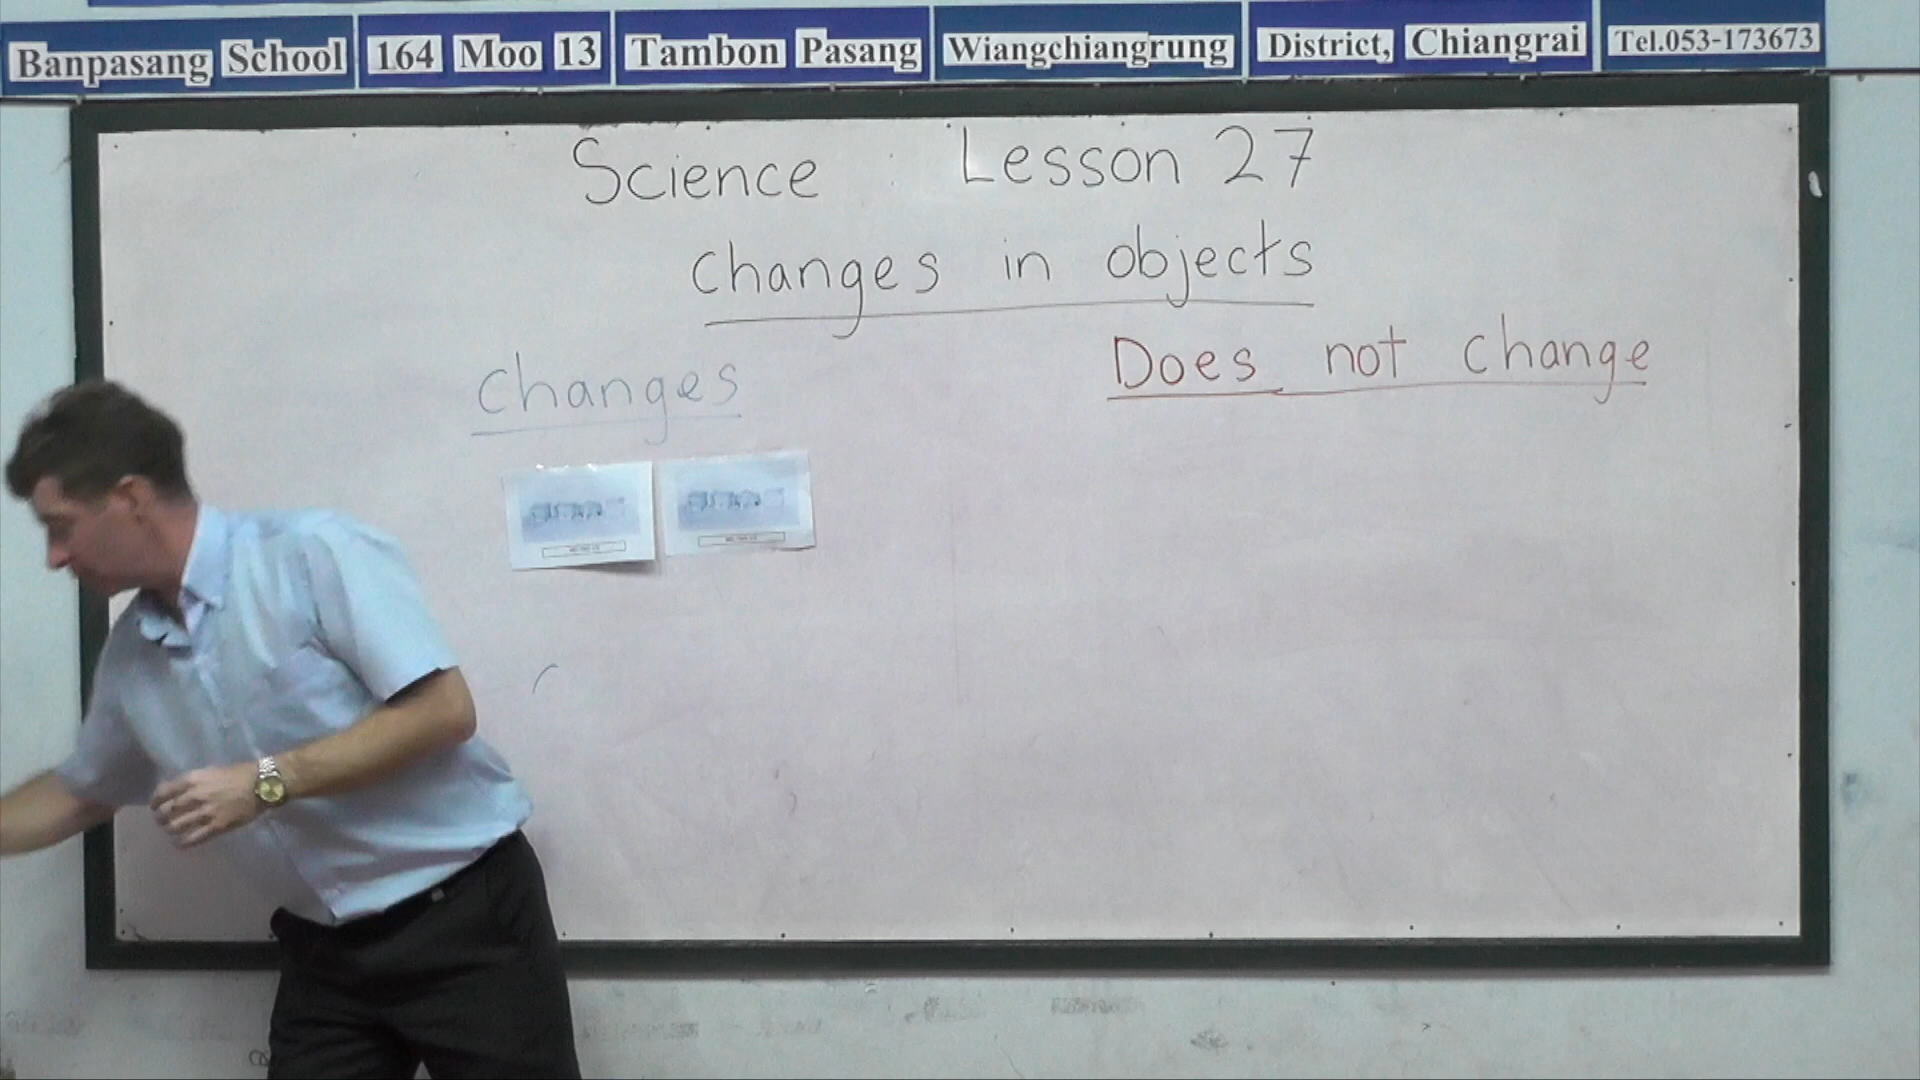 Banpasang School 164 Moo 13 Tambon Pasang Wiangchiangrung District, Chiangrai Tel.053-173673
Science : Lesson 27
changes in objects
changes
Does not change